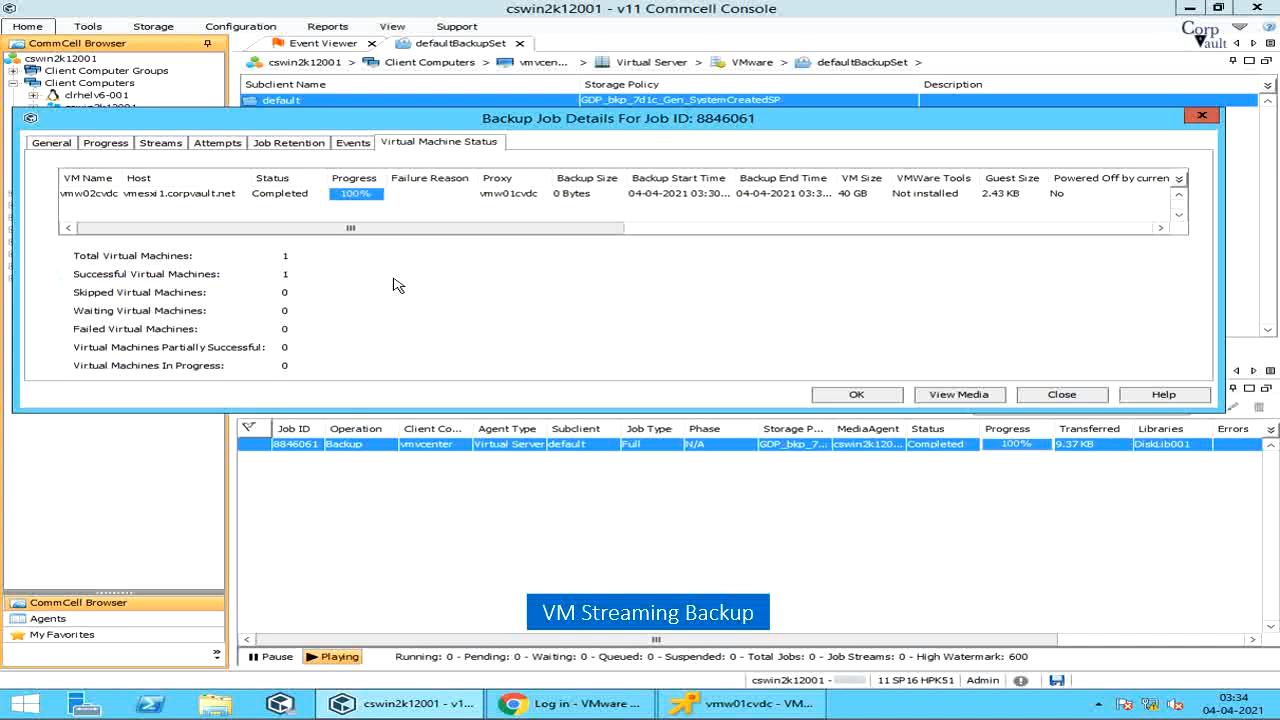 cswin2k12001 - v11 Commcell Console
Home Tools Storage Configuration Reports View Support
Corp Vault
CommCell Browser
Event Viewer defaultBackupSet
cswin2k12001
Client Computer Groups
Client Computers
clrhelv6-001
cswin2k12001
cswin2k12001 > Client Computers > vmvcen... > Virtual Server > VMware > defaultBackupSet >
Subclient Name Storage Policy Description
default GDP_bkp_7d1c_Gen_SystemCreatedSP
Backup Job Details For Job ID: 8846061
General Progress Streams Attempts Job Retention Events Virtual Machine Status
VM Name Host Status Progress Failure Reason Proxy Backup Size Backup Start Time Backup End Time VM Size VMWare Tools Guest Size Powered Off by curren
vmw02cvdc vmesxi1.corpvault.net Completed 100% vmw01cvdc 0 Bytes 04-04-2021 03:30... 04-04-2021 03:3... 40 GB Not installed 2.43 KB No
Total Virtual Machines: 1
Successful Virtual Machines: 1
Skipped Virtual Machines: 0
Waiting Virtual Machines: 0
Failed Virtual Machines: 0
Virtual Machines Partially Successful: 0
Virtual Machines In Progress: 0
OK View Media Close Help
Job ID Operation Client Co... Agent Type Subclient Job Type Phase Storage P... MediaAgent Status Progress Transferred Libraries Errors
8846061 Backup vmvcenter Virtual Server default Full N/A GDP_bkp_7... cswin2k120... Completed 100% 9.37 KB DiskLib001
CommCell Browser
Agents
My Favorites
VM Streaming Backup
Pause Playing Running: 0 - Pending: 0 - Waiting: 0 - Queued: 0 - Suspended: 0 - Total Jobs: 0 - Job Streams: 0 - High Watermark: 600
cswin2k12001 - 11 SP16 HPK51 Admin
cswin2k12001 - v1... Log in - VMware ... vmw01cvdc - VM...
03:34
04-04-2021